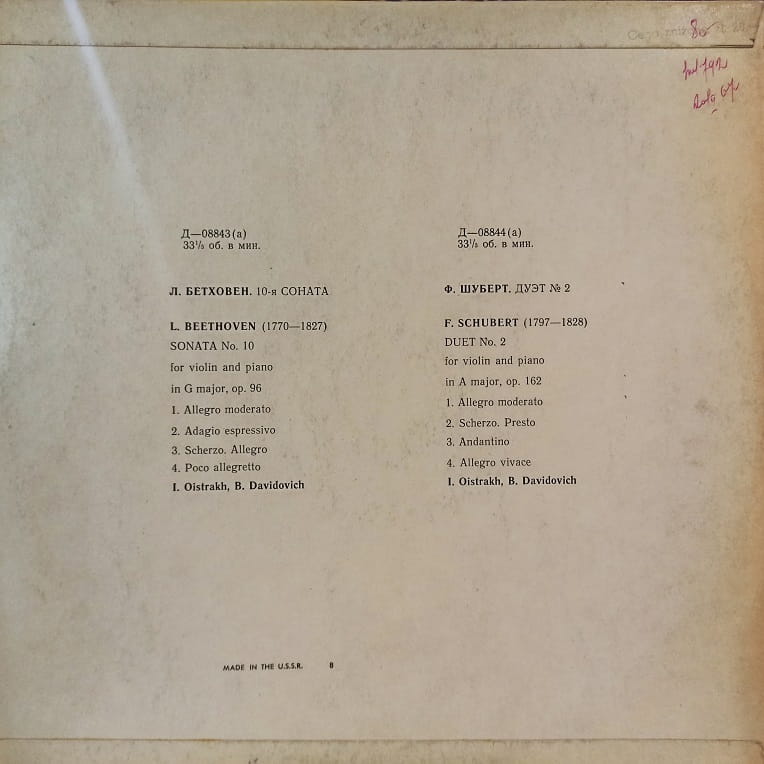 Д—08843(а)
33⅓ об. в мин.
Л. БЕТХОВЕН. 10-я СОНАТА
L. BEETHOVEN (1770—1827)
SONATA No. 10
for violin and piano
in G major, op. 96
1. Allegro moderato
2. Adagio espressivo
3. Scherzo. Allegro
4. Poco allegretto
I. Oistrakh, B. Davidovich
Д—08844(а)
33⅓ об. в мин.
Ф. ШУБЕРТ. ДУЭТ № 2
F. SCHUBERT (1797—1828)
DUET No. 2
for violin and piano
in A major, op. 162
1. Allegro moderato
2. Scherzo. Presto
3. Andantino
4. Allegro vivace
I. Oistrakh, B. Davidovich
MADE IN THE U.S.S.R. 8